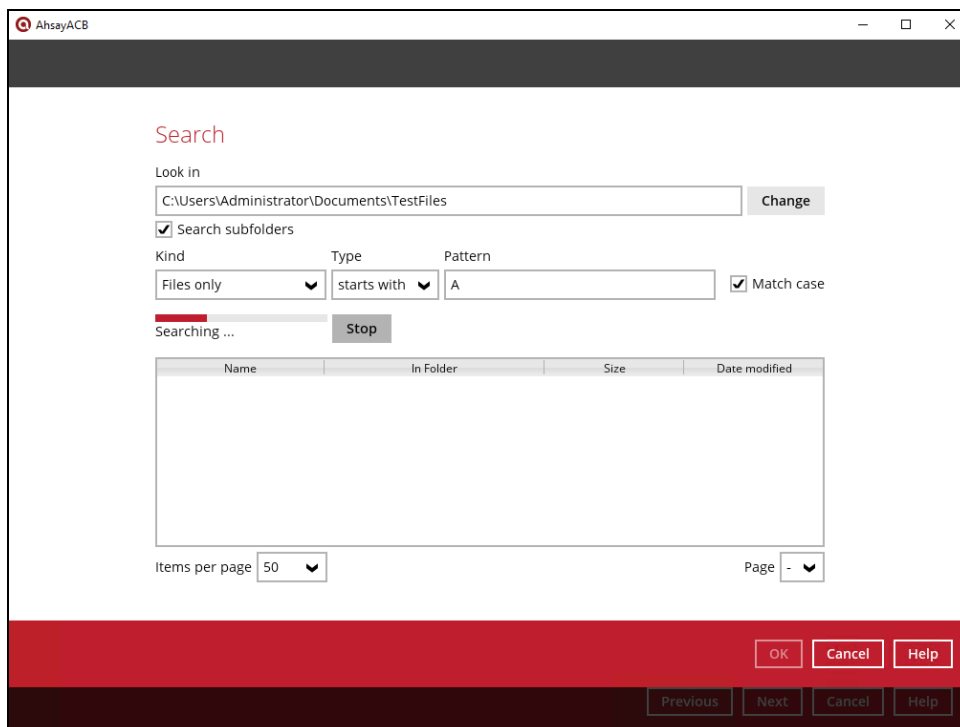 AhsayACB
Search
Look in
C:\Users\Administrator\Documents\TestFiles
Change
Search subfolders
Kind Type Pattern
Files only starts with A Match case
Searching ... Stop
Name In Folder Size Date modified
Items per page 50 Page -
OK Cancel Help
Previous Next Cancel Help